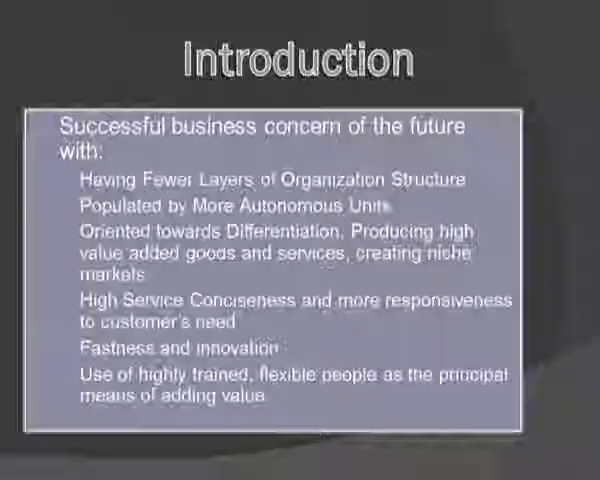 Introduction
Successful business concern of the future
with:
Having Fewer Layers of Organization Structure
Populated by More Autonomous Units
Oriented towards Differentiation, Producing high
value added goods and services, creating niche
markets
High Service Conciseness and more responsiveness
to customer's need
Fastness and innovation
Use of highly trained, flexible people as the principal
means of adding value